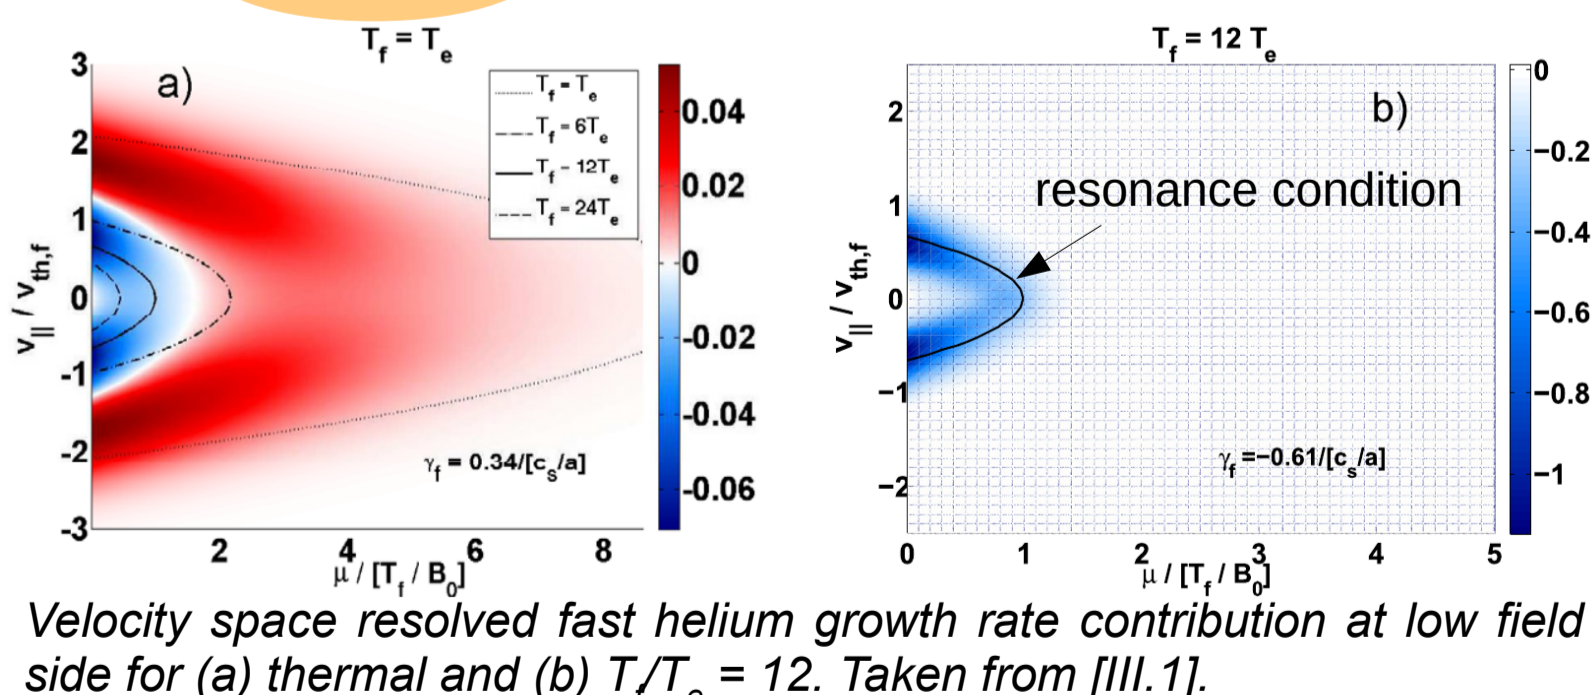 T_f = T_e
a)
3
2
1
0
-1
-2
-3
v_|| / v_th,f
T_f = T_e
T_f = 6T_e
T_f − 12T_e
T_f = 24T_e
γ_f = 0.34/[c_s/a]
2 4 6 8
μ / [T_f / B_0]
0.04
0.02
0
-0.02
-0.04
-0.06
T_f = 12 T_e
b)
2
1
0
−1
−2
v_|| / v_th,f
resonance condition
γ_f =−0.61/[c_s/a]
0 1 2 3 4 5
μ / [T_f / B_0]
0
−0.2
−0.4
−0.6
−0.8
−1
Velocity space resolved fast helium growth rate contribution at low field
side for (a) thermal and (b) T_f/T_e = 12. Taken from [III.1].